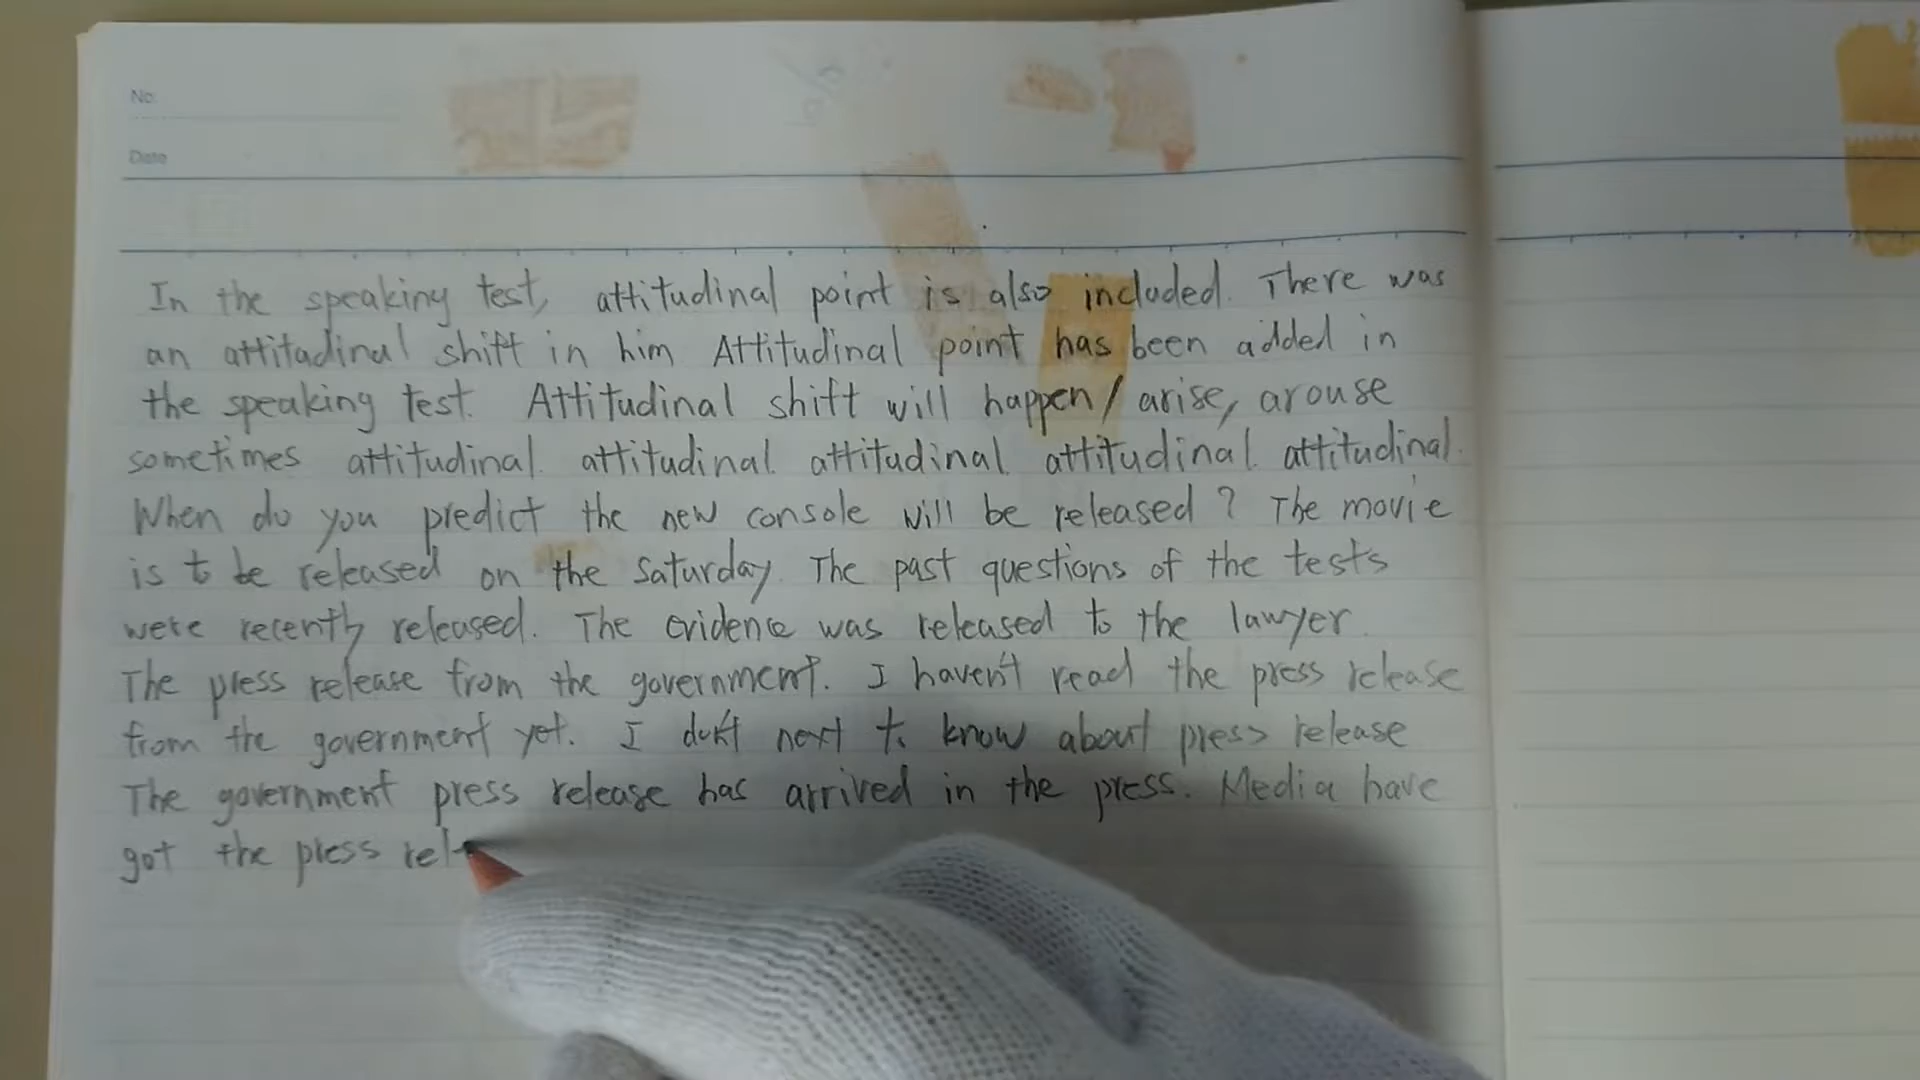 No.
Date
In the speaking test, attitudinal point is also included. There was
an attitudinal shift in him Attitudinal point has been added in
the speaking test. Attitudinal shift will happen / arise, arouse
sometimes attitudinal. attitudinal. attitudinal. attitudinal. attitudinal.
When do you predict the new console will be released? The movie
is to be released on the Saturday. The past questions of the tests
were recently released. The evidence was released to the lawyer.
The press release from the government. I haven't read the press release
from the government yet. I don't to know about press release
The government press release has arrived in the press. Media have
got the press rel